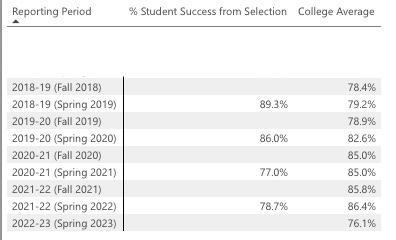 Reporting Period % Student Success from Selection College Average
2018-19 (Fall 2018) 78.4%
2018-19 (Spring 2019) 89.3% 79.2%
2019-20 (Fall 2019) 78.9%
2019-20 (Spring 2020) 86.0% 82.6%
2020-21 (Fall 2020) 85.0%
2020-21 (Spring 2021) 77.0% 85.0%
2021-22 (Fall 2021) 85.8%
2021-22 (Spring 2022) 78.7% 86.4%
2022-23 (Spring 2023) 76.1%